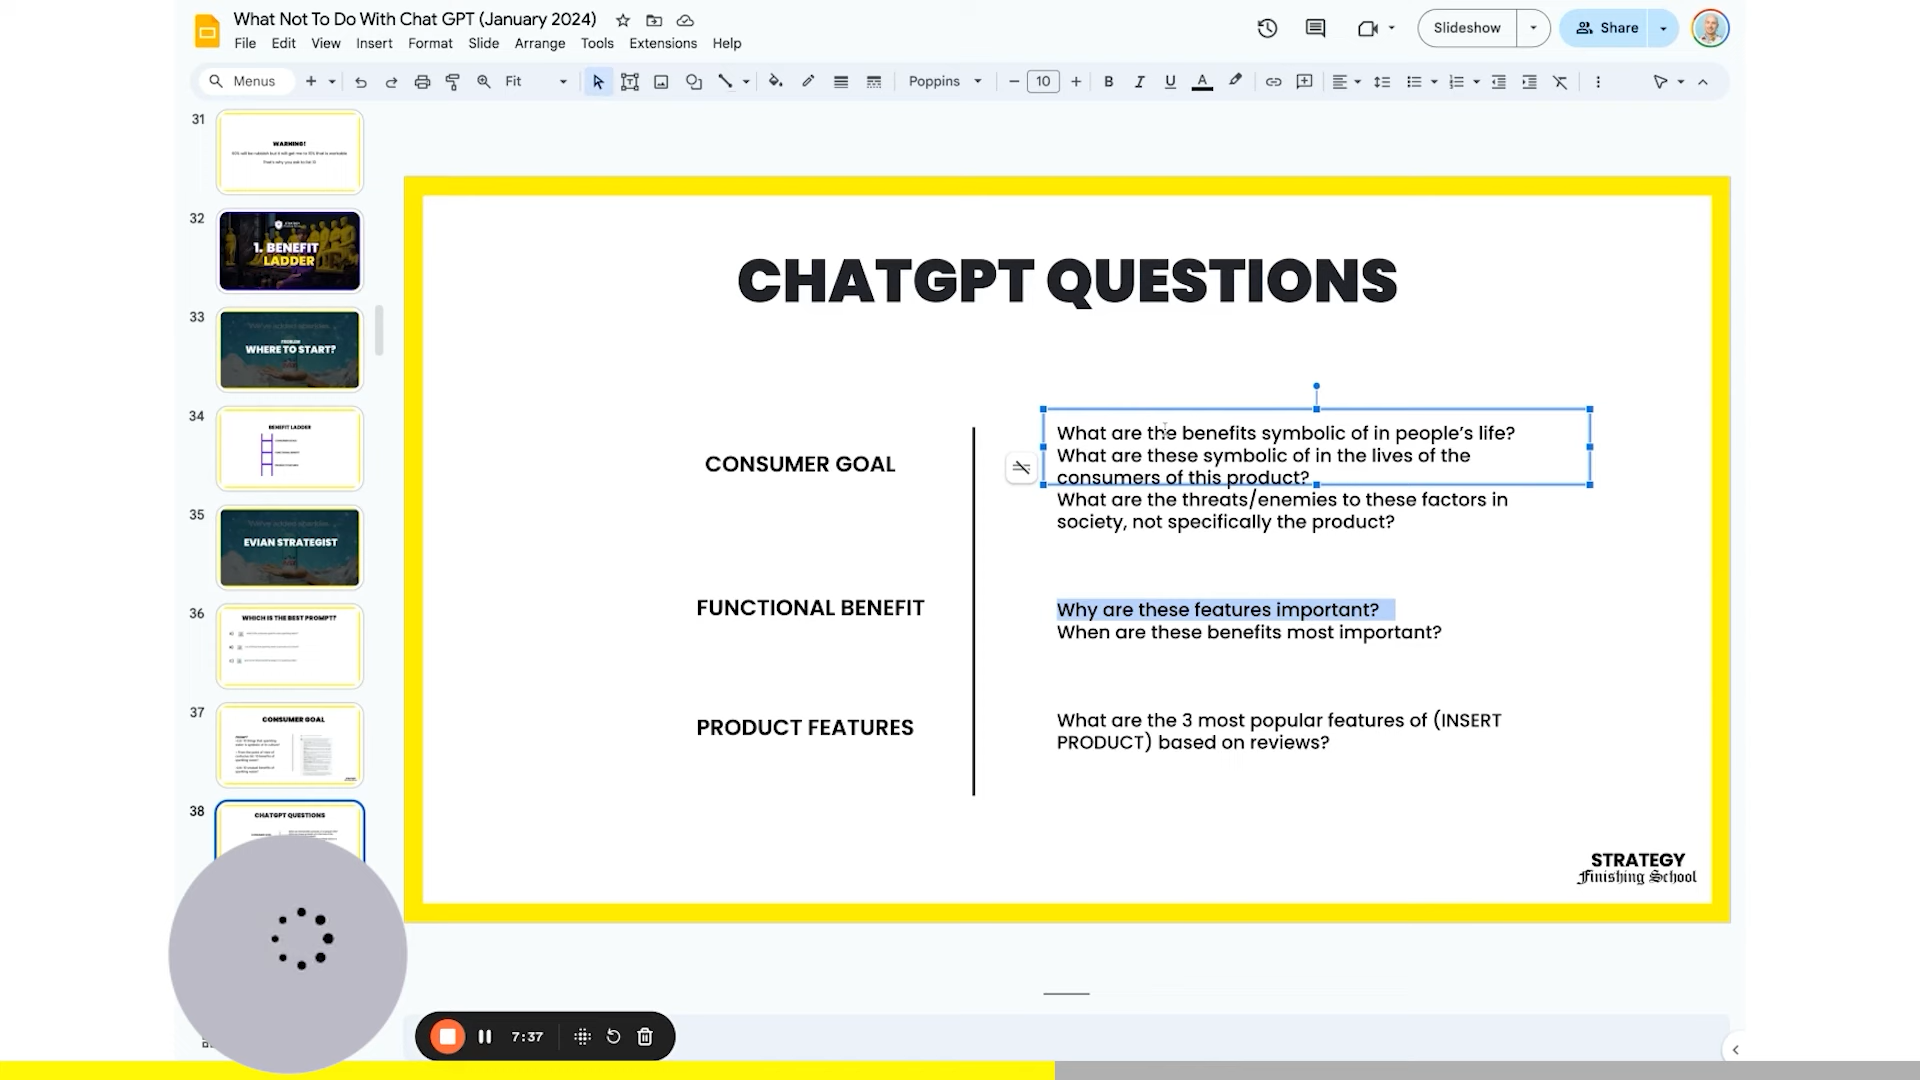 What Not To Do With Chat GPT (January 2024)
File Edit View Insert Format Slide Arrange Tools Extensions Help
Slideshow
Share
Menus
Fit
Poppins
10
B I U A
31
WARNING!
32
1. BENEFIT
LADDER
33
PROBLEM
WHERE TO START?
34
BENEFIT LADDER
35
EVIAN STRATEGIST
36
WHICH IS THE BEST PROMPT?
37
CONSUMER GOAL
38
CHATGPT QUESTIONS
CHATGPT QUESTIONS
CONSUMER GOAL
What are the benefits symbolic of in people's life?
What are these symbolic of in the lives of the
consumers of this product?
What are the threats/enemies to these factors in
society, not specifically the product?
FUNCTIONAL BENEFIT
Why are these features important?
When are these benefits most important?
PRODUCT FEATURES
What are the 3 most popular features of (INSERT
PRODUCT) based on reviews?
STRATEGY
Finishing School
7:37